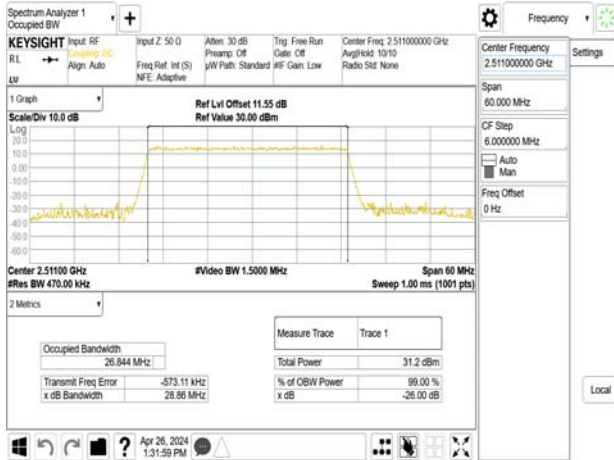 Spectrum Analyzer 1
Occupied BW
Frequency
Settings
KEYSIGHT
RL
Input: RF
Coupling: DC
Align: Auto
Input Z: 50 Ω
Freq Ref: Int (S)
NFE: Adaptive
Atten: 30 dB
Preamp: Off
µW Path: Standard
Trig: Free Run
Gate: Off
#IF Gain: Low
Center Freq: 2.511000000 GHz
Avg|Hold: 10/10
Radio Std: None
Center Frequency
2.511000000 GHz
Span
60.000 MHz
CF Step
6.000000 MHz
Auto
Man
Freq Offset
0 Hz
Local
1 Graph
Scale/Div 10.0 dB
Ref Lvl Offset 11.55 dB
Ref Value 30.00 dBm
Log
20.0
10.0
0.00
-10.0
-20.0
-30.0
-40.0
-50.0
-60.0
Center 2.51100 GHz
#Video BW 1.5000 MHz
Span 60 MHz
#Res BW 470.00 kHz
Sweep 1.00 ms (1001 pts)
2 Metrics
Measure Trace Trace 1
Occupied Bandwidth
26.844 MHz
Total Power 31.2 dBm
Transmit Freq Error -573.11 kHz
% of OBW Power 99.00 %
x dB Bandwidth 28.86 MHz
x dB -26.00 dB
Apr 26, 2024
1:31:59 PM